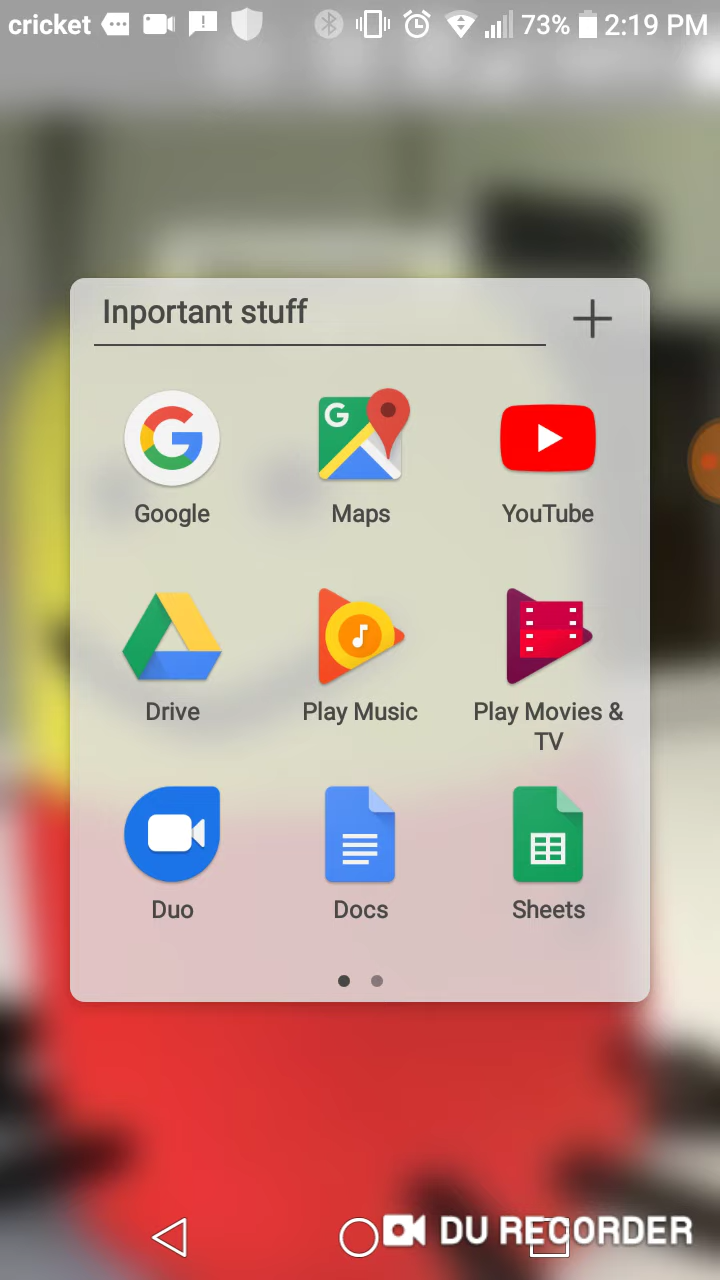 cricket 73% 2:19 PM
Inportant stuff
G
Google Maps YouTube
Drive Play Music Play Movies &
TV
Duo Docs Sheets
DU RECORDER